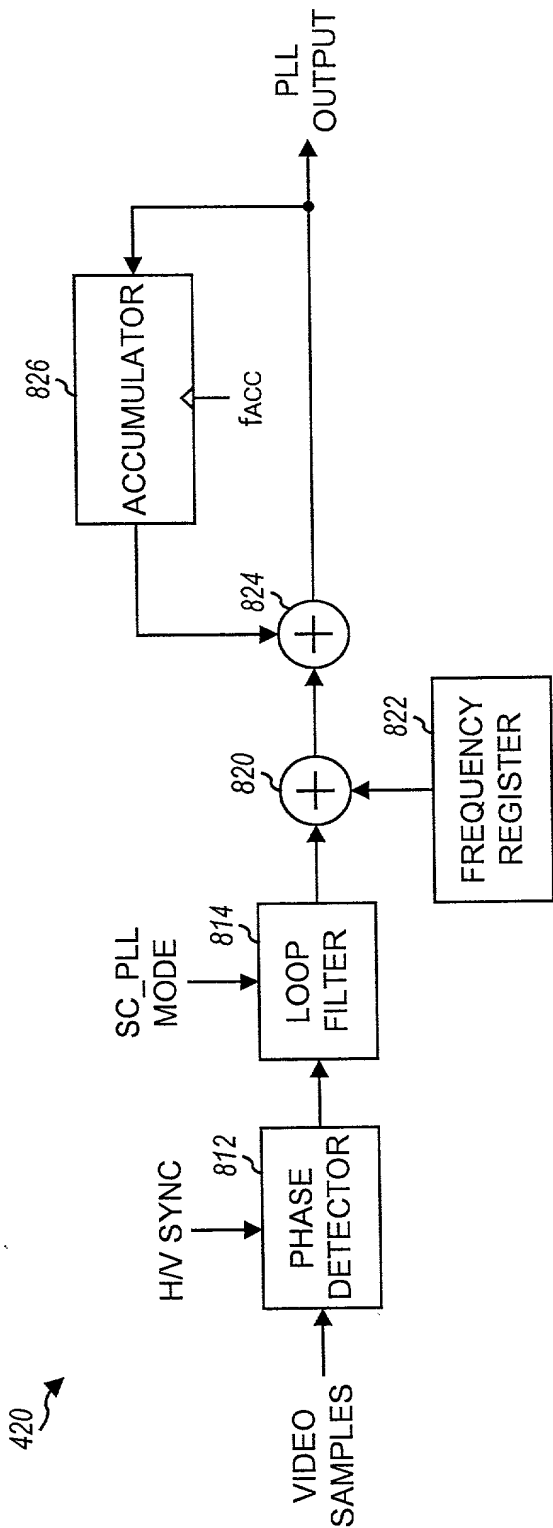 420
VIDEO
SAMPLES
H/V SYNC
812
PHASE
DETECTOR
SC_PLL
MODE
814
LOOP
FILTER
820
822
FREQUENCY
REGISTER
824
826
ACCUMULATOR
fACC
PLL
OUTPUT